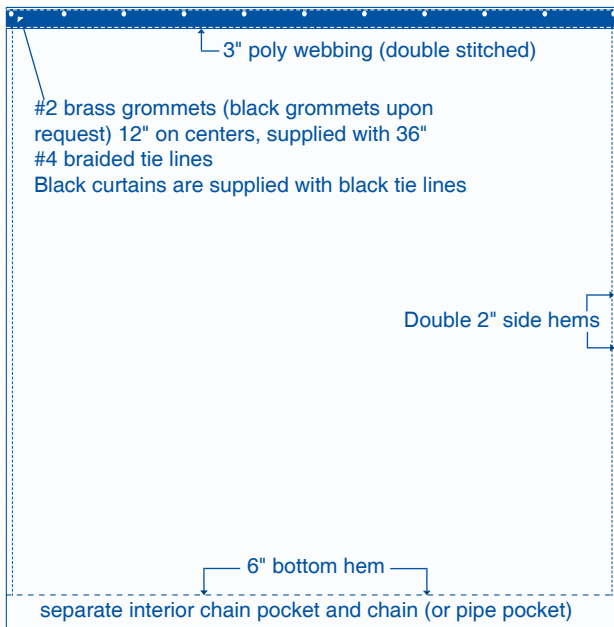 3" poly webbing (double stitched)
#2 brass grommets (black grommets upon
request) 12" on centers, supplied with 36"
#4 braided tie lines
Black curtains are supplied with black tie lines
Double 2" side hems
6" bottom hem
separate interior chain pocket and chain (or pipe pocket)